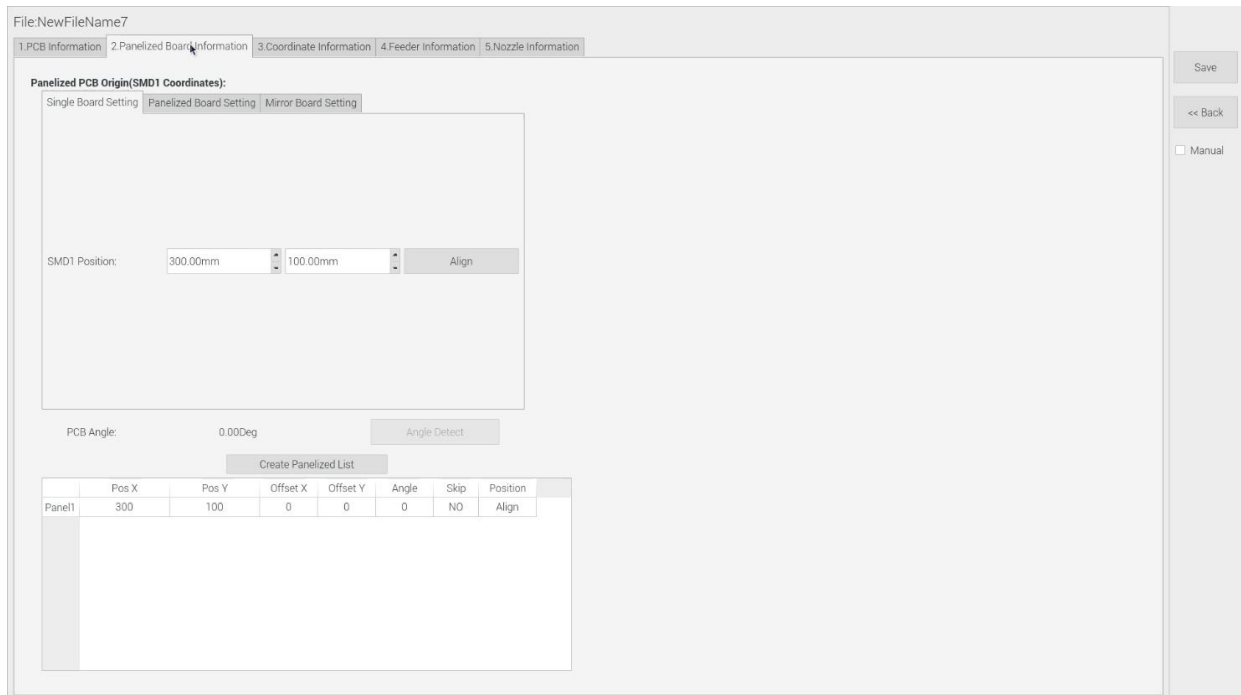 File:NewFileName7
1.PCB Information 2.Panelized Board Information 3.Coordinate Information 4.Feeder Information 5.Nozzle Information
Save
<< Back
Manual
Panelized PCB Origin(SMD1 Coordinates):
Single Board Setting Panelized Board Setting Mirror Board Setting
SMD1 Position: 300.00mm 100.00mm Align
PCB Angle: 0.00Deg Angle Detect
Create Panelized List
Pos X Pos Y Offset X Offset Y Angle Skip Position
Panel1 300 100 0 0 0 NO Align